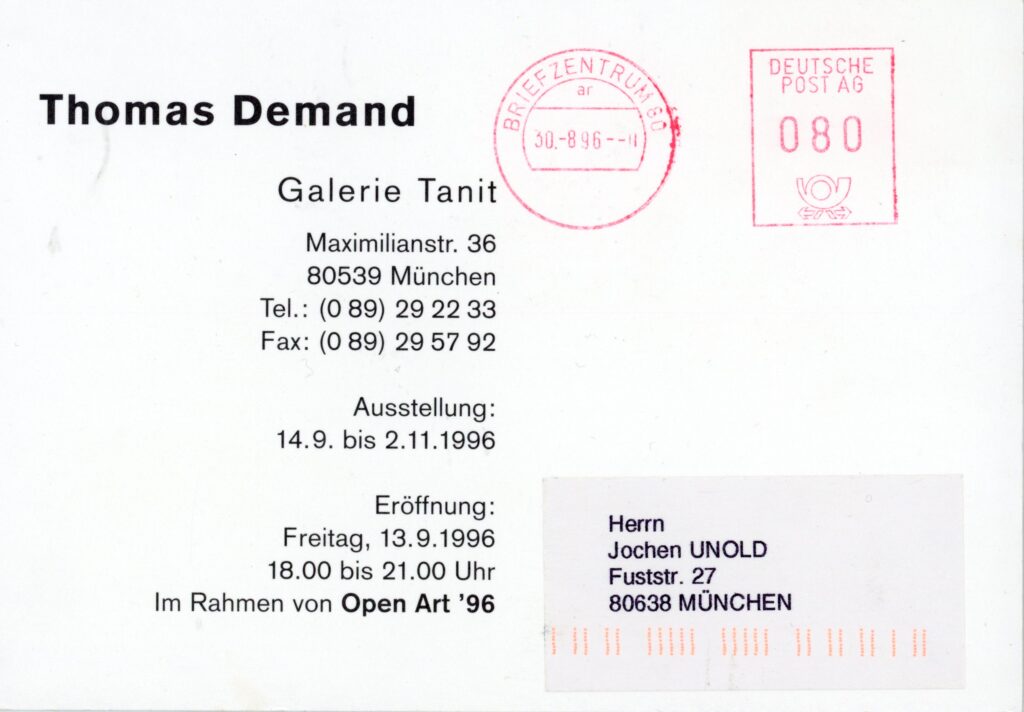 Thomas Demand
Galerie Tanit
Maximilianstr. 36
80539 München
Tel.: (0 89) 29 22 33
Fax: (0 89) 29 57 92
Ausstellung:
14.9. bis 2.11.1996
Eröffnung:
Freitag, 13.9.1996
18.00 bis 21.00 Uhr
Im Rahmen von Open Art ’96
BRIEFZENTRUM 80
ar
30.-8 96--
DEUTSCHE
POST AG
080
Herrn
Jochen UNOLD
Fuststr. 27
80638 MÜNCHEN